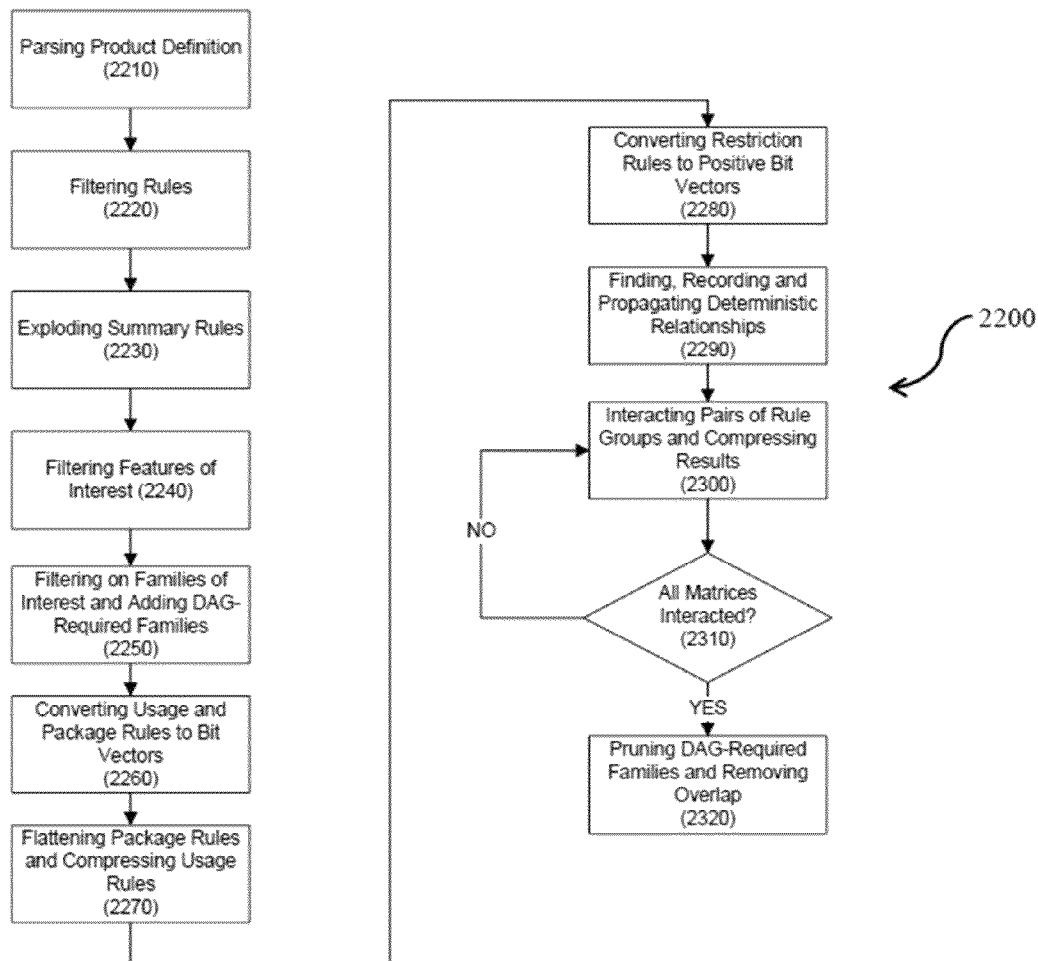 Parsing Product Definition
(2210)
Filtering Rules
(2220)
Exploding Summary Rules
(2230)
Filtering Features of
Interest (2240)
Filtering on Families of
Interest and Adding DAG-
Required Families
(2250)
Converting Usage and
Package Rules to Bit
Vectors
(2260)
Flattening Package Rules
and Compressing Usage
Rules
(2270)
Converting Restriction
Rules to Positive Bit
Vectors
(2280)
Finding, Recording and
Propagating Deterministic
Relationships
(2290)
2200
Interacting Pairs of Rule
Groups and Compressing
Results
(2300)
NO
All Matrices
Interacted?
(2310)
YES
Pruning DAG-Required
Families and Removing
Overlap
(2320)